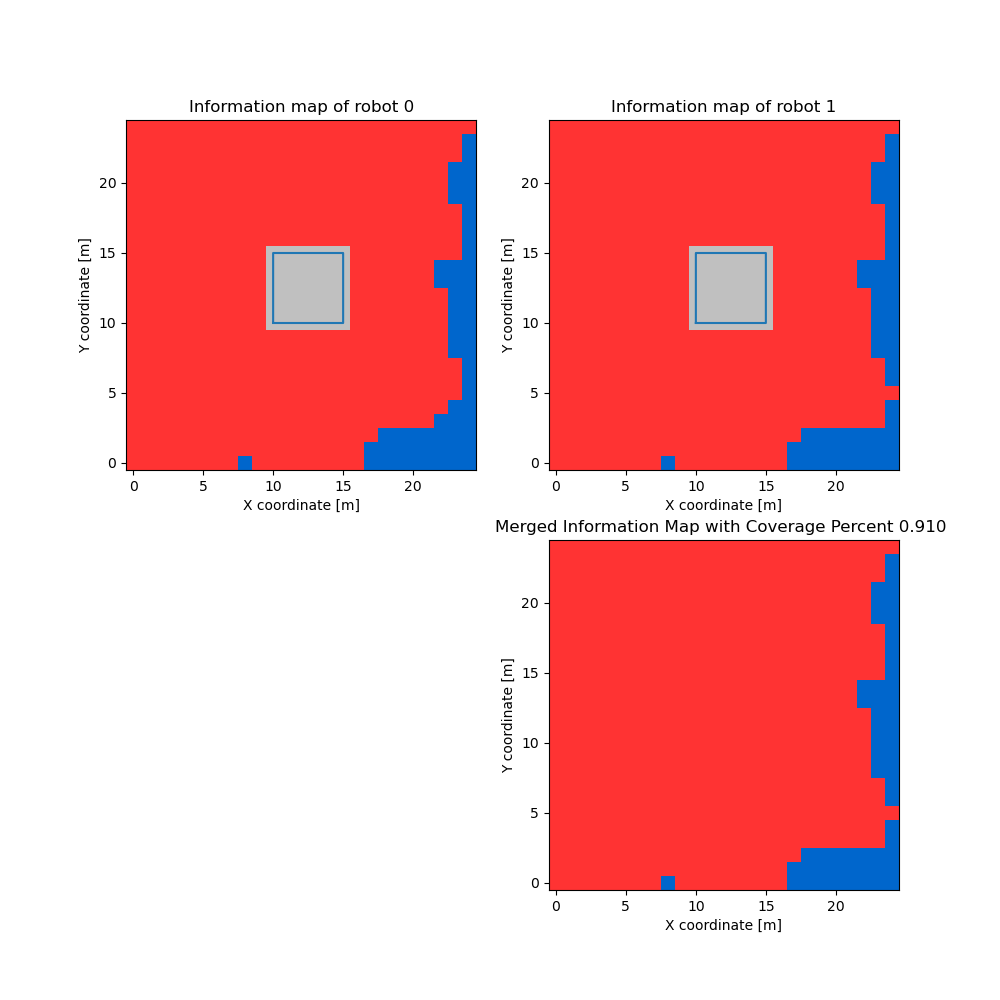 Information map of robot 0
Information map of robot 1
Y coordinate [m]
20
15
10
5
0
0 5 10 15 20
X coordinate [m]
Y coordinate [m]
20
15
10
5
0
0 5 10 15 20
X coordinate [m]
Merged Information Map with Coverage Percent 0.910
Y coordinate [m]
20
15
10
5
0
0 5 10 15 20
X coordinate [m]